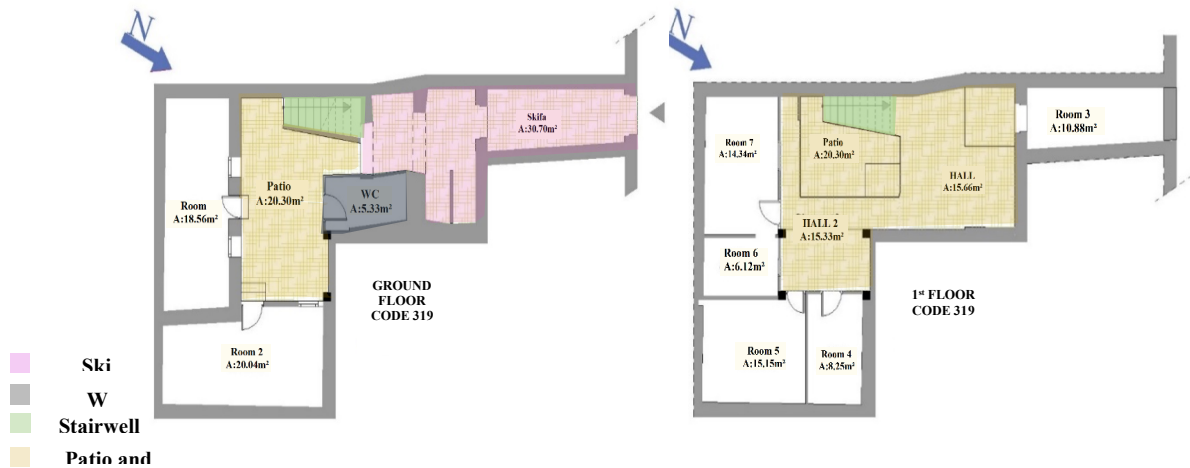 N
Skifa
A:30.70m²
Patio
A:20.30m²
WC
A:5.33m²
Room
A:18.56m²
Room 2
A:20.04m²
GROUND
FLOOR
CODE 319
Ski
W
Stairwell
Patio and
N
Room 3
A:10.88m²
Room 7
A:14.34m²
Patio
A:20.30m²
HALL
A:15.66m²
HALL 2
A:15.33m²
Room 6
A:6.12m²
1st FLOOR
CODE 319
Room 5
A:15.15m²
Room 4
A:8.25m²